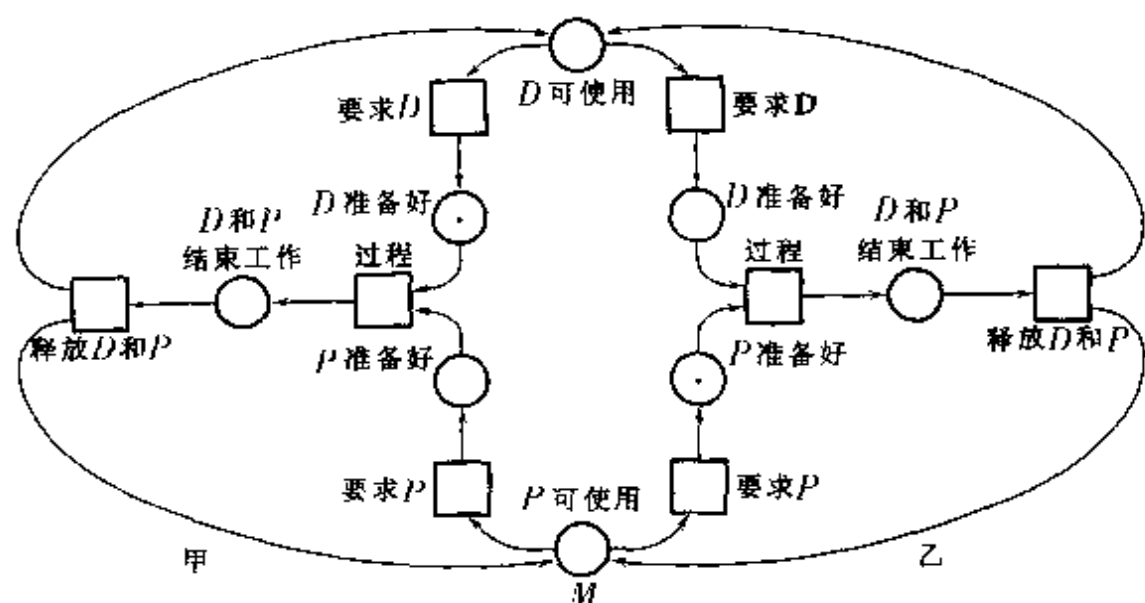 D可使用
要求D
要求D
D准备好
D准备好
D和P
结束工作
D和P
结束工作
过程
过程
释放D和P
释放D和P
P准备好
P准备好
要求P
P可使用
要求P
甲
乙
M